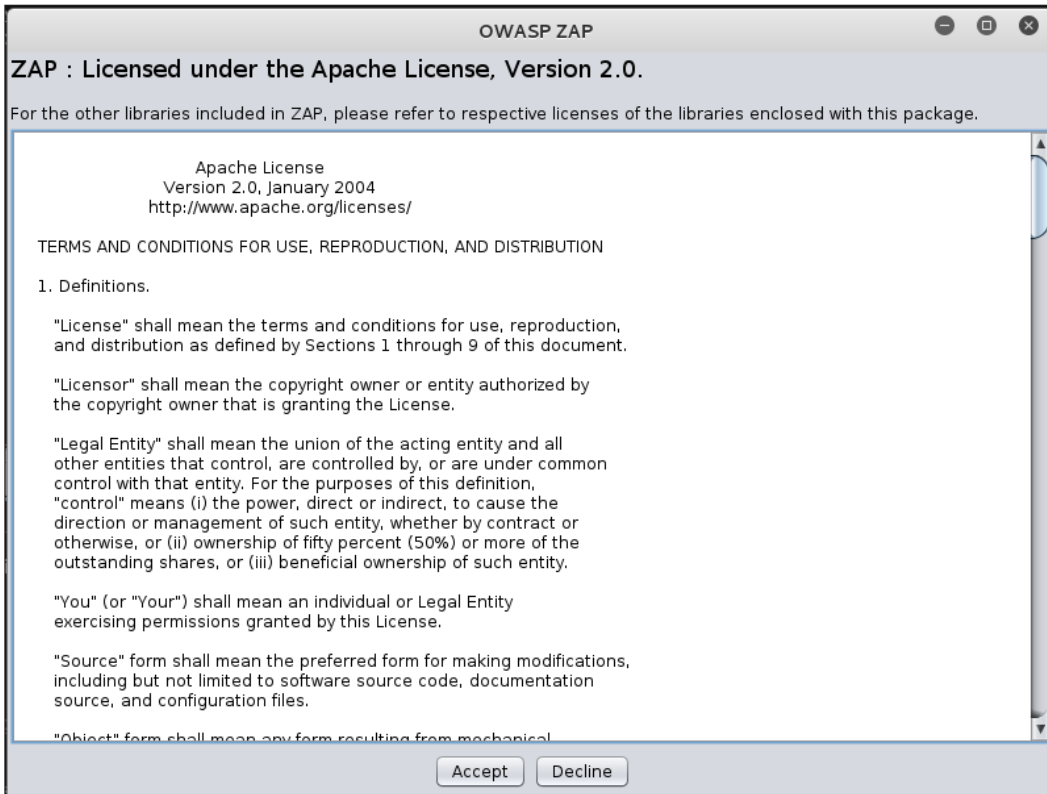 OWASP ZAP
ZAP : Licensed under the Apache License, Version 2.0.
For the other libraries included in ZAP, please refer to respective licenses of the libraries enclosed with this package.
Apache License
Version 2.0, January 2004
http://www.apache.org/licenses/
TERMS AND CONDITIONS FOR USE, REPRODUCTION, AND DISTRIBUTION
1. Definitions.
"License" shall mean the terms and conditions for use, reproduction,
and distribution as defined by Sections 1 through 9 of this document.
"Licensor" shall mean the copyright owner or entity authorized by
the copyright owner that is granting the License.
"Legal Entity" shall mean the union of the acting entity and all
other entities that control, are controlled by, or are under common
control with that entity. For the purposes of this definition,
"control" means (i) the power, direct or indirect, to cause the
direction or management of such entity, whether by contract or
otherwise, or (ii) ownership of fifty percent (50%) or more of the
outstanding shares, or (iii) beneficial ownership of such entity.
"You" (or "Your") shall mean an individual or Legal Entity
exercising permissions granted by this License.
"Source" form shall mean the preferred form for making modifications,
including but not limited to software source code, documentation
source, and configuration files.
"Object" form shall mean any form resulting from mechanical
Accept
Decline